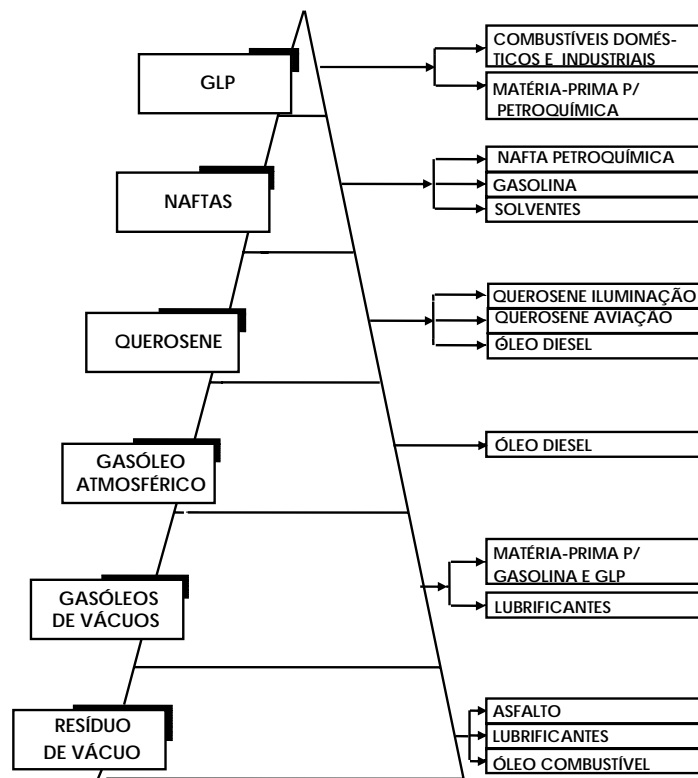 GLP
COMBUSTÍVEIS DOMÉS-
TICOS E INDUSTRIAIS
MATÉRIA-PRIMA P/
PETROQUÍMICA
NAFTAS
NAFTA PETROQUÍMICA
GASOLINA
SOLVENTES
QUEROSENE
QUEROSENE ILUMINAÇÃO
QUEROSENE AVIAÇÃO
ÓLEO DIESEL
GASÓLEO
ATMOSFÉRICO
ÓLEO DIESEL
GASÓLEOS
DE VÁCUOS
MATÉRIA-PRIMA P/
GASOLINA E GLP
LUBRIFICANTES
RESÍDUO
DE VÁCUO
ASFALTO
LUBRIFICANTES
ÓLEO COMBUSTÍVEL